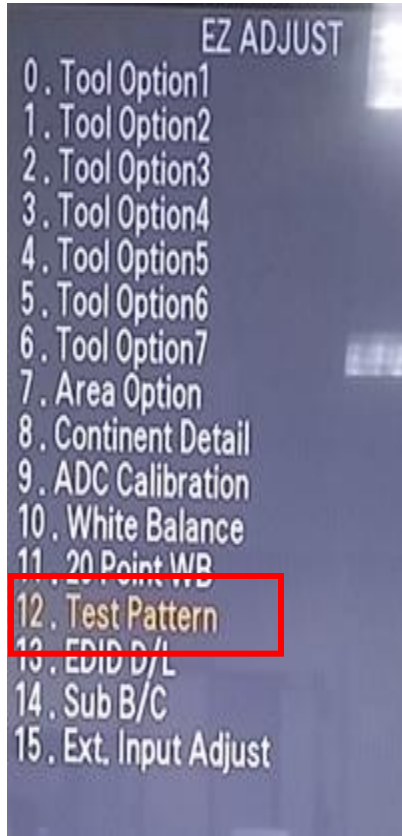 EZ ADJUST
0 . Tool Option1
1 . Tool Option2
2 . Tool Option3
3 . Tool Option4
4 . Tool Option5
5 . Tool Option6
6 . Tool Option7
7 . Area Option
8 . Continent Detail
9 . ADC Calibration
10 . White Balance
11 . 20 Point WB
12 . Test Pattern
13 . EDID D/L
14 . Sub B/C
15 . Ext. Input Adjust